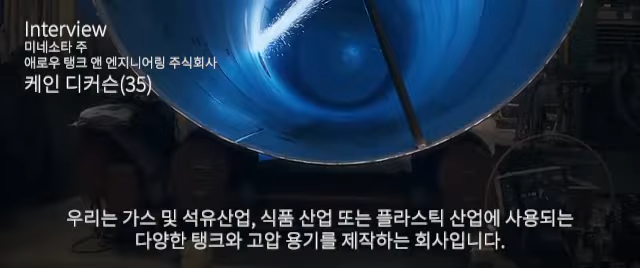 Interview
미네소타 주
애로우 탱크 앤 엔지니어링 주식회사
케인 디커슨(35)
우리는 가스 및 석유산업, 식품 산업 또는 플라스틱 산업에 사용되는
다양한 탱크와 고압 용기를 제작하는 회사입니다.